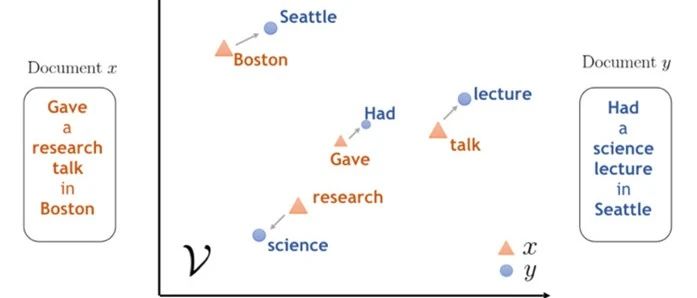 Document x
Gave
a
research
talk
in
Boston
Seattle
Boston
Had
Gave
lecture
talk
research
science
𝒱
x
y
Document y
Had
a
science
lecture
in
Seattle